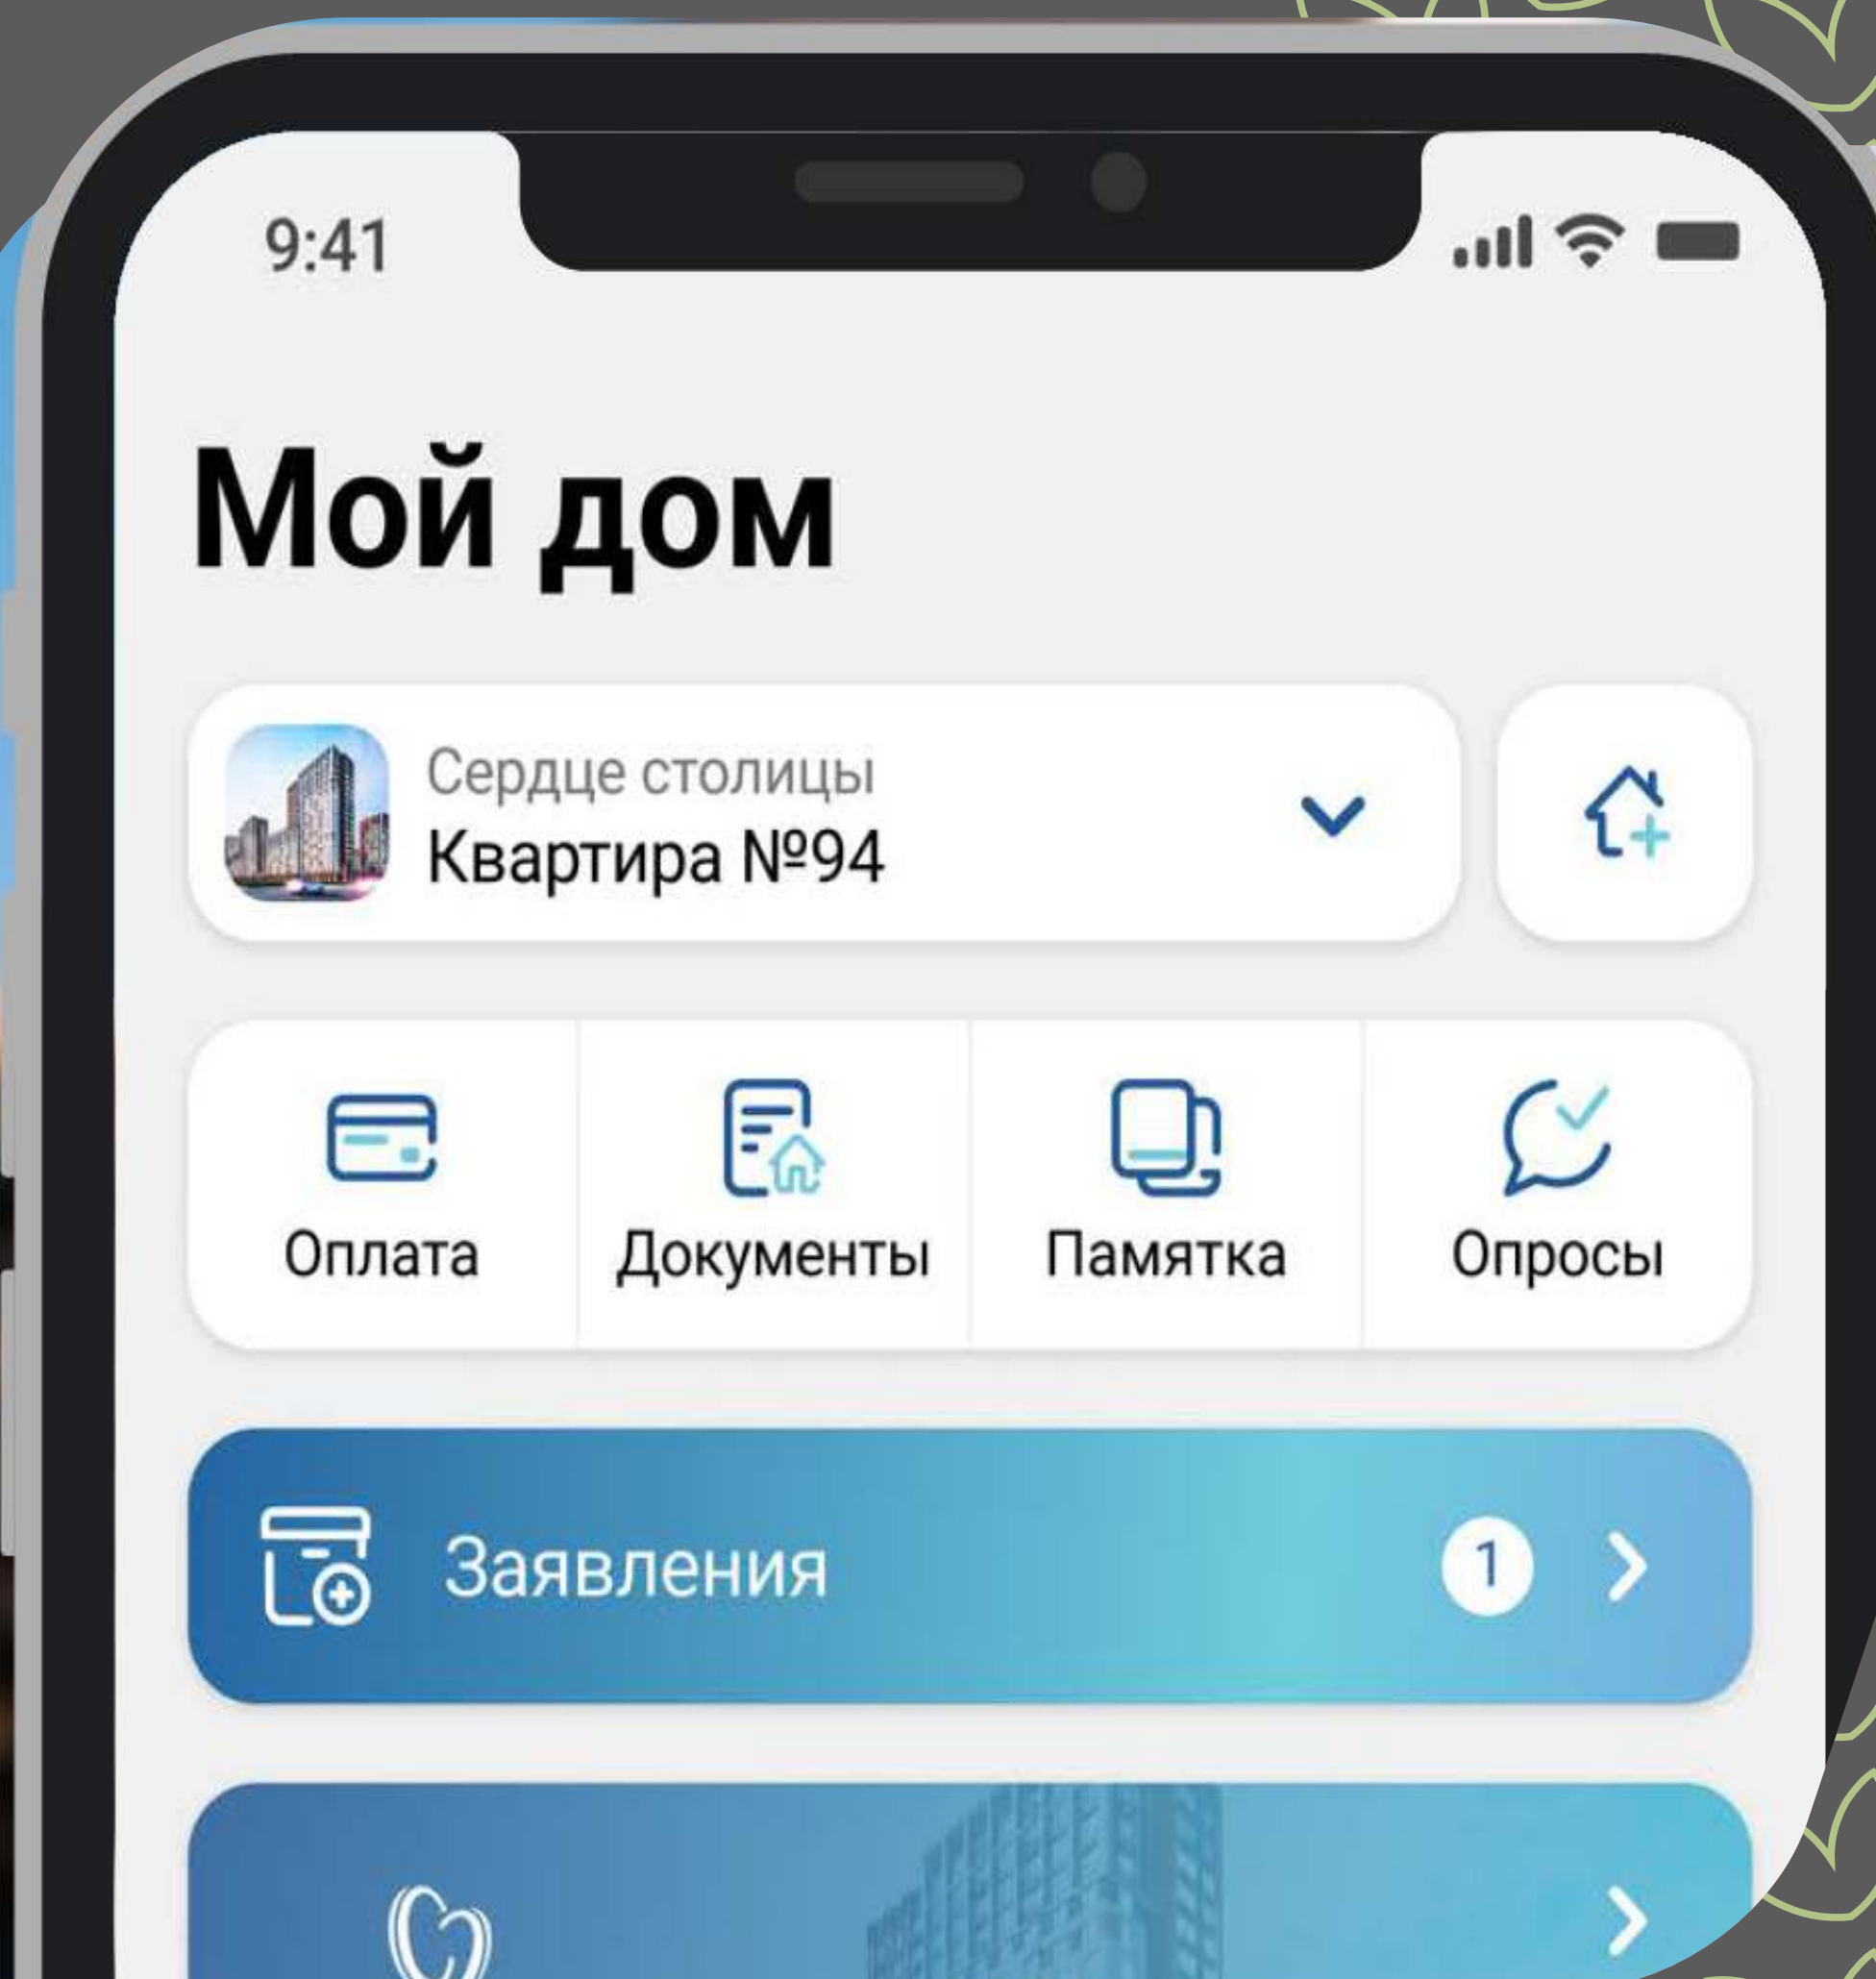 9:41
Мой дом
Сердце столицы
Квартира №94
Оплата
Документы
Памятка
Опросы
Заявления
1